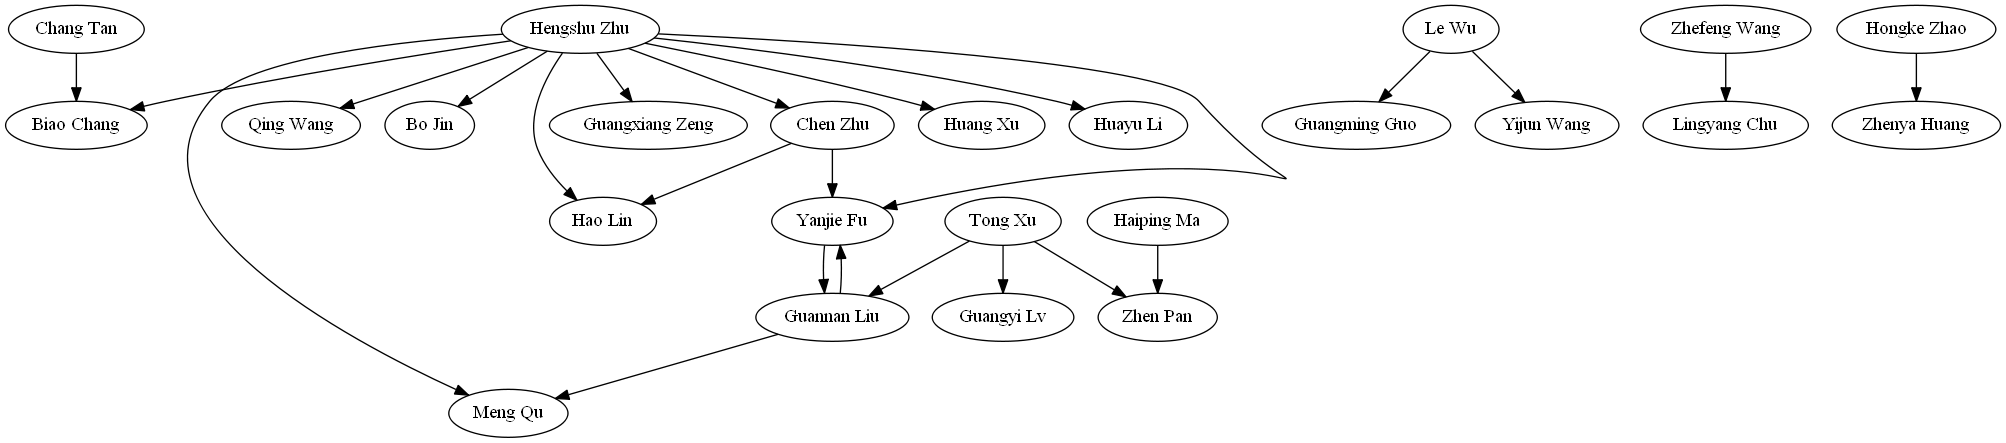 Chang Tan
Hengshu Zhu
Le Wu
Zhefeng Wang
Hongke Zhao
Biao Chang
Qing Wang
Bo Jin
Guangxiang Zeng
Chen Zhu
Huang Xu
Huayu Li
Guangming Guo
Yijun Wang
Lingyang Chu
Zhenya Huang
Hao Lin
Yanjie Fu
Tong Xu
Haiping Ma
Guannan Liu
Guangyi Lv
Zhen Pan
Meng Qu